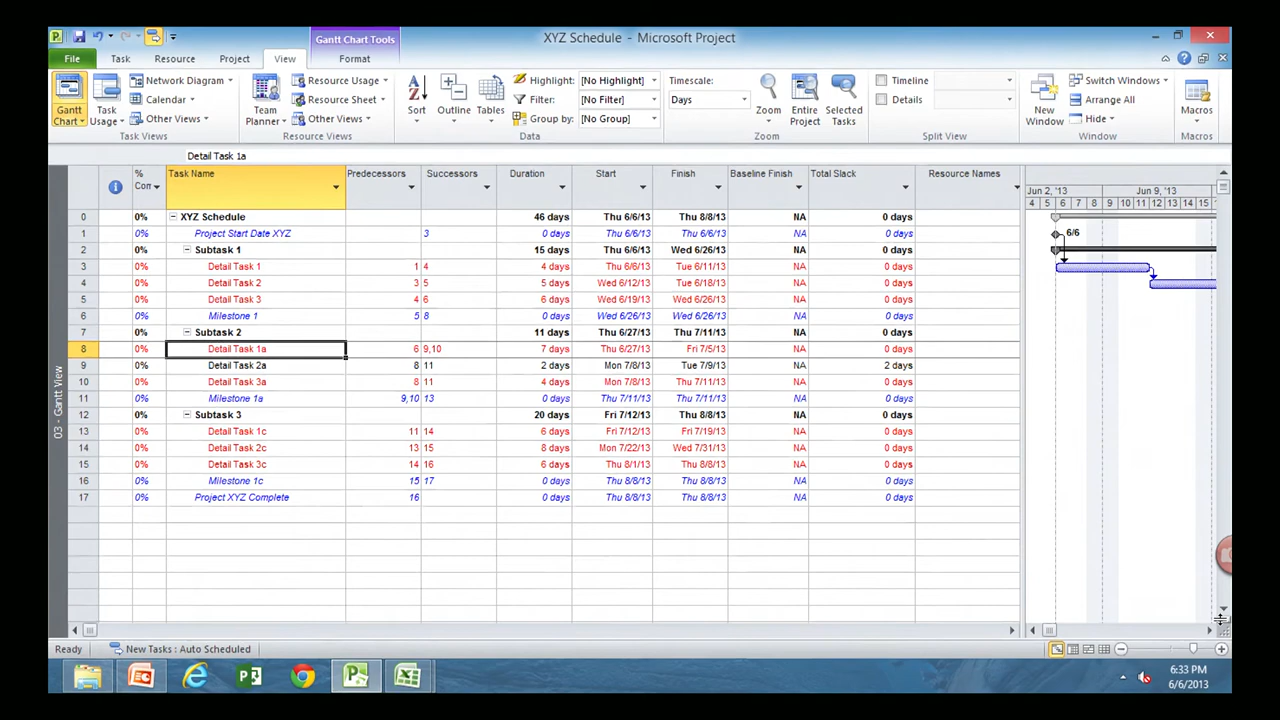 XYZ Schedule - Microsoft Project
Gantt Chart Tools
File Task Resource Project View Format
Gantt Chart
Task Usage
Network Diagram
Calendar
Other Views
Task Views
Team Planner
Resource Usage
Resource Sheet
Other Views
Resource Views
Sort
Outline
Tables
Highlight: [No Highlight]
Filter: [No Filter]
Group by: [No Group]
Data
Timescale:
Days
Zoom
Entire Project
Selected Tasks
Zoom
Timeline
Details
Split View
New Window
Switch Windows
Arrange All
Hide
Window
Macros
Macros
Detail Task 1a
% Com Task Name Predecessors Successors Duration Start Finish Baseline Finish Total Slack Resource Names
Jun 2, '13 Jun 9, '13
4 5 6 7 8 9 10 11 12 13 14 15
0 0% XYZ Schedule 46 days Thu 6/6/13 Thu 8/8/13 NA 0 days
1 0% Project Start Date XYZ 3 0 days Thu 6/6/13 Thu 6/6/13 NA 0 days 6/6
2 0% Subtask 1 15 days Thu 6/6/13 Wed 6/26/13 NA 0 days
3 0% Detail Task 1 1 4 4 days Thu 6/6/13 Tue 6/11/13 NA 0 days
4 0% Detail Task 2 3 5 5 days Wed 6/12/13 Tue 6/18/13 NA 0 days
5 0% Detail Task 3 4 6 6 days Wed 6/19/13 Wed 6/26/13 NA 0 days
6 0% Milestone 1 5 8 0 days Wed 6/26/13 Wed 6/26/13 NA 0 days
7 0% Subtask 2 11 days Thu 6/27/13 Thu 7/11/13 NA 0 days
8 0% Detail Task 1a 6 9,10 7 days Thu 6/27/13 Fri 7/5/13 NA 0 days
9 0% Detail Task 2a 8 11 2 days Mon 7/8/13 Tue 7/9/13 NA 2 days
10 0% Detail Task 3a 8 11 4 days Mon 7/8/13 Thu 7/11/13 NA 0 days
11 0% Milestone 1a 9,10 13 0 days Thu 7/11/13 Thu 7/11/13 NA 0 days
12 0% Subtask 3 20 days Fri 7/12/13 Thu 8/8/13 NA 0 days
13 0% Detail Task 1c 11 14 6 days Fri 7/12/13 Fri 7/19/13 NA 0 days
14 0% Detail Task 2c 13 15 8 days Mon 7/22/13 Wed 7/31/13 NA 0 days
15 0% Detail Task 3c 14 16 6 days Thu 8/1/13 Thu 8/8/13 NA 0 days
16 0% Milestone 1c 15 17 0 days Thu 8/8/13 Thu 8/8/13 NA 0 days
17 0% Project XYZ Complete 16 0 days Thu 8/8/13 Thu 8/8/13 NA 0 days
03 - Gantt View
Ready New Tasks : Auto Scheduled
6:33 PM
6/6/2013